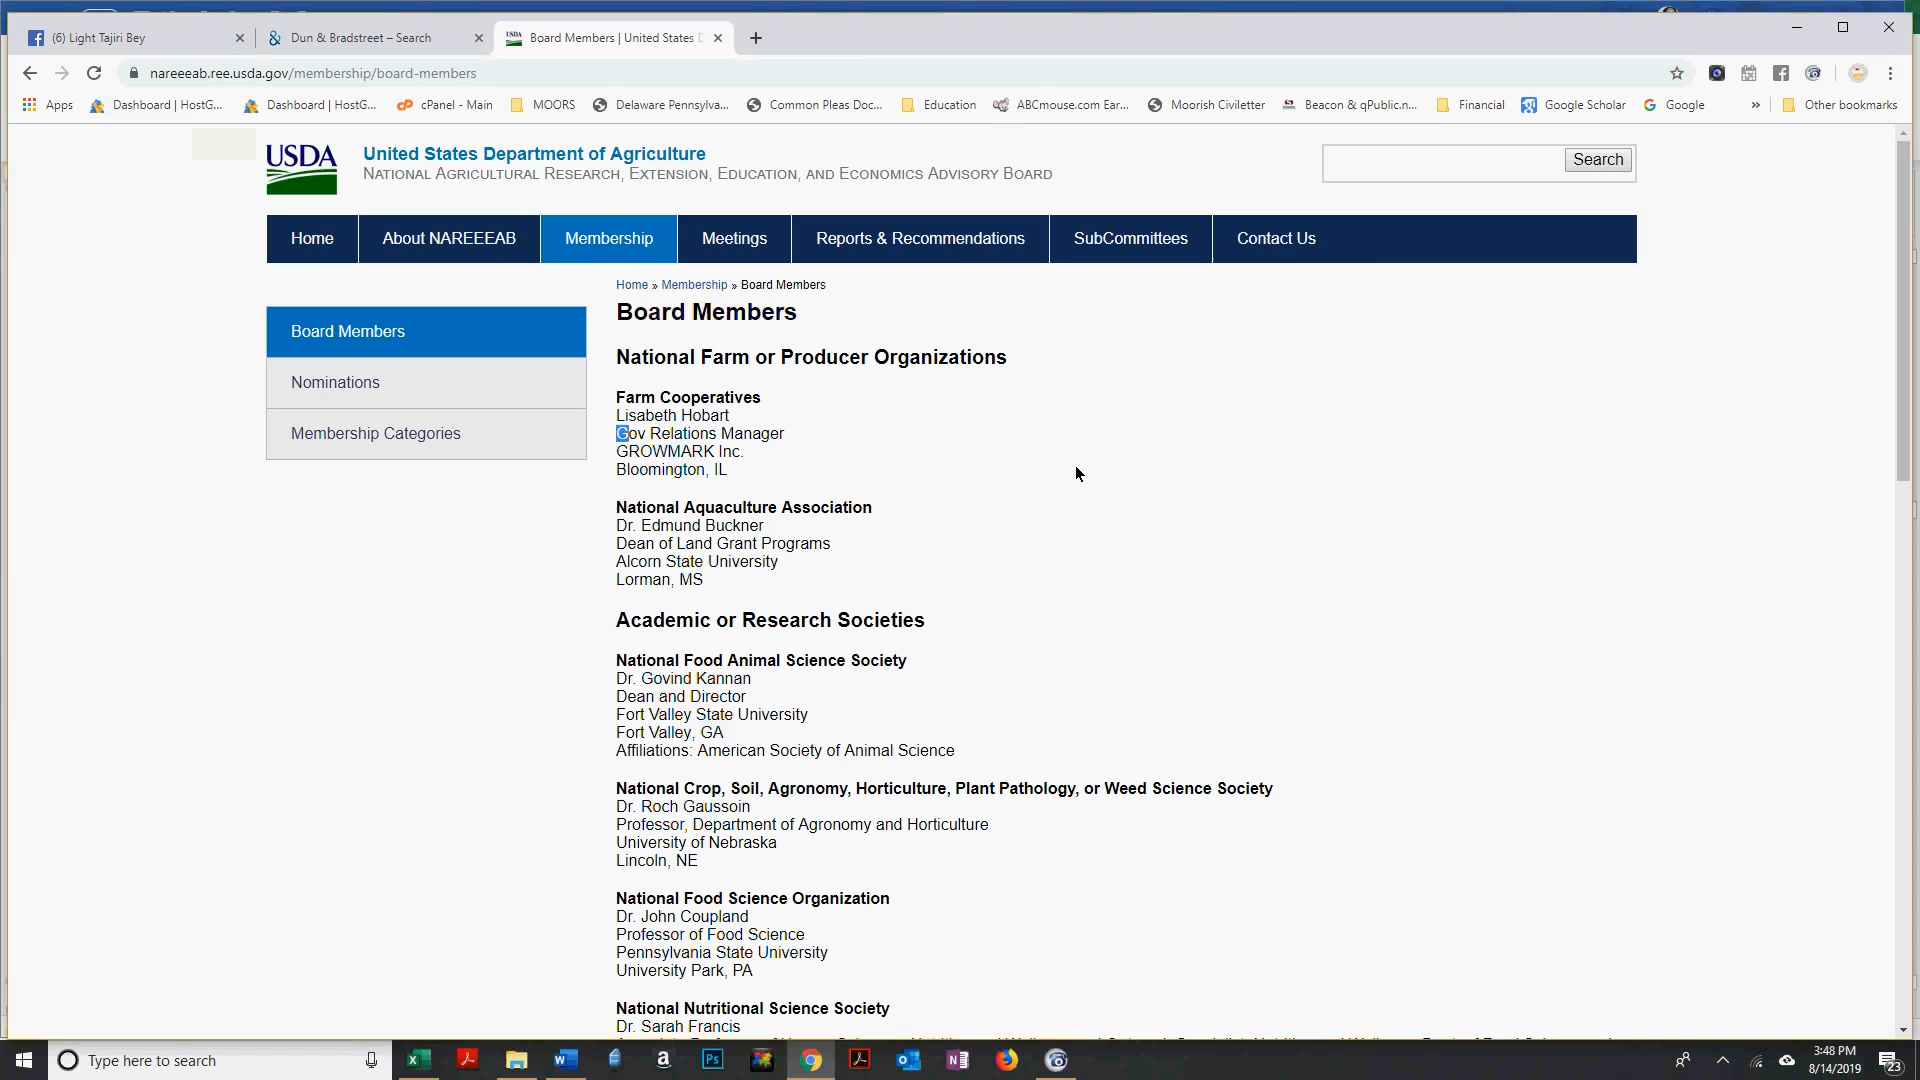 (6) Light Tajiri Bey
Dun & Bradstreet – Search
Board Members | United States D
nareeeab.ree.usda.gov/membership/board-members
Apps
Dashboard | HostG...
Dashboard | HostG...
cPanel - Main
MOORS
Delaware Pennsylva...
Common Pleas Doc...
Education
ABCmouse.com Ear...
Moorish Civiletter
Beacon & qPublic.n...
Financial
Google Scholar
Google
»
Other bookmarks
USDA
United States Department of Agriculture
National Agricultural Research, Extension, Education, and Economics Advisory Board
Search
Home
About NAREEEAB
Membership
Meetings
Reports & Recommendations
SubCommittees
Contact Us
Home » Membership » Board Members
Board Members
Nominations
Membership Categories
Board Members
National Farm or Producer Organizations
Farm Cooperatives
Lisabeth Hobart
Gov Relations Manager
GROWMARK Inc.
Bloomington, IL
National Aquaculture Association
Dr. Edmund Buckner
Dean of Land Grant Programs
Alcorn State University
Lorman, MS
Academic or Research Societies
National Food Animal Science Society
Dr. Govind Kannan
Dean and Director
Fort Valley State University
Fort Valley, GA
Affiliations: American Society of Animal Science
National Crop, Soil, Agronomy, Horticulture, Plant Pathology, or Weed Science Society
Dr. Roch Gaussoin
Professor, Department of Agronomy and Horticulture
University of Nebraska
Lincoln, NE
National Food Science Organization
Dr. John Coupland
Professor of Food Science
Pennsylvania State University
University Park, PA
National Nutritional Science Society
Dr. Sarah Francis
Type here to search
3:48 PM
8/14/2019
23